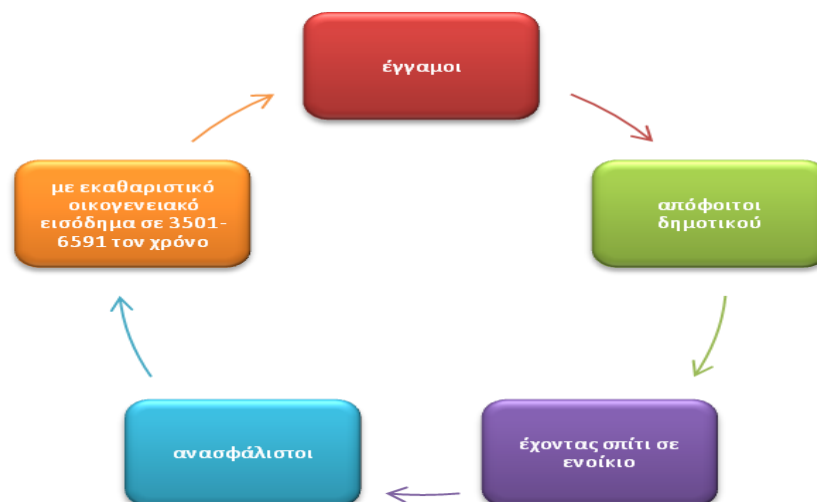 έγγαμοι
απόφοιτοι
δημοτικού
έχοντας σπίτι σε
ενοίκιο
ανασφάλιστοι
με εκαθαριστικό
οικογενειακό
εισόδημα σε 3501-
6591 τον χρόνο